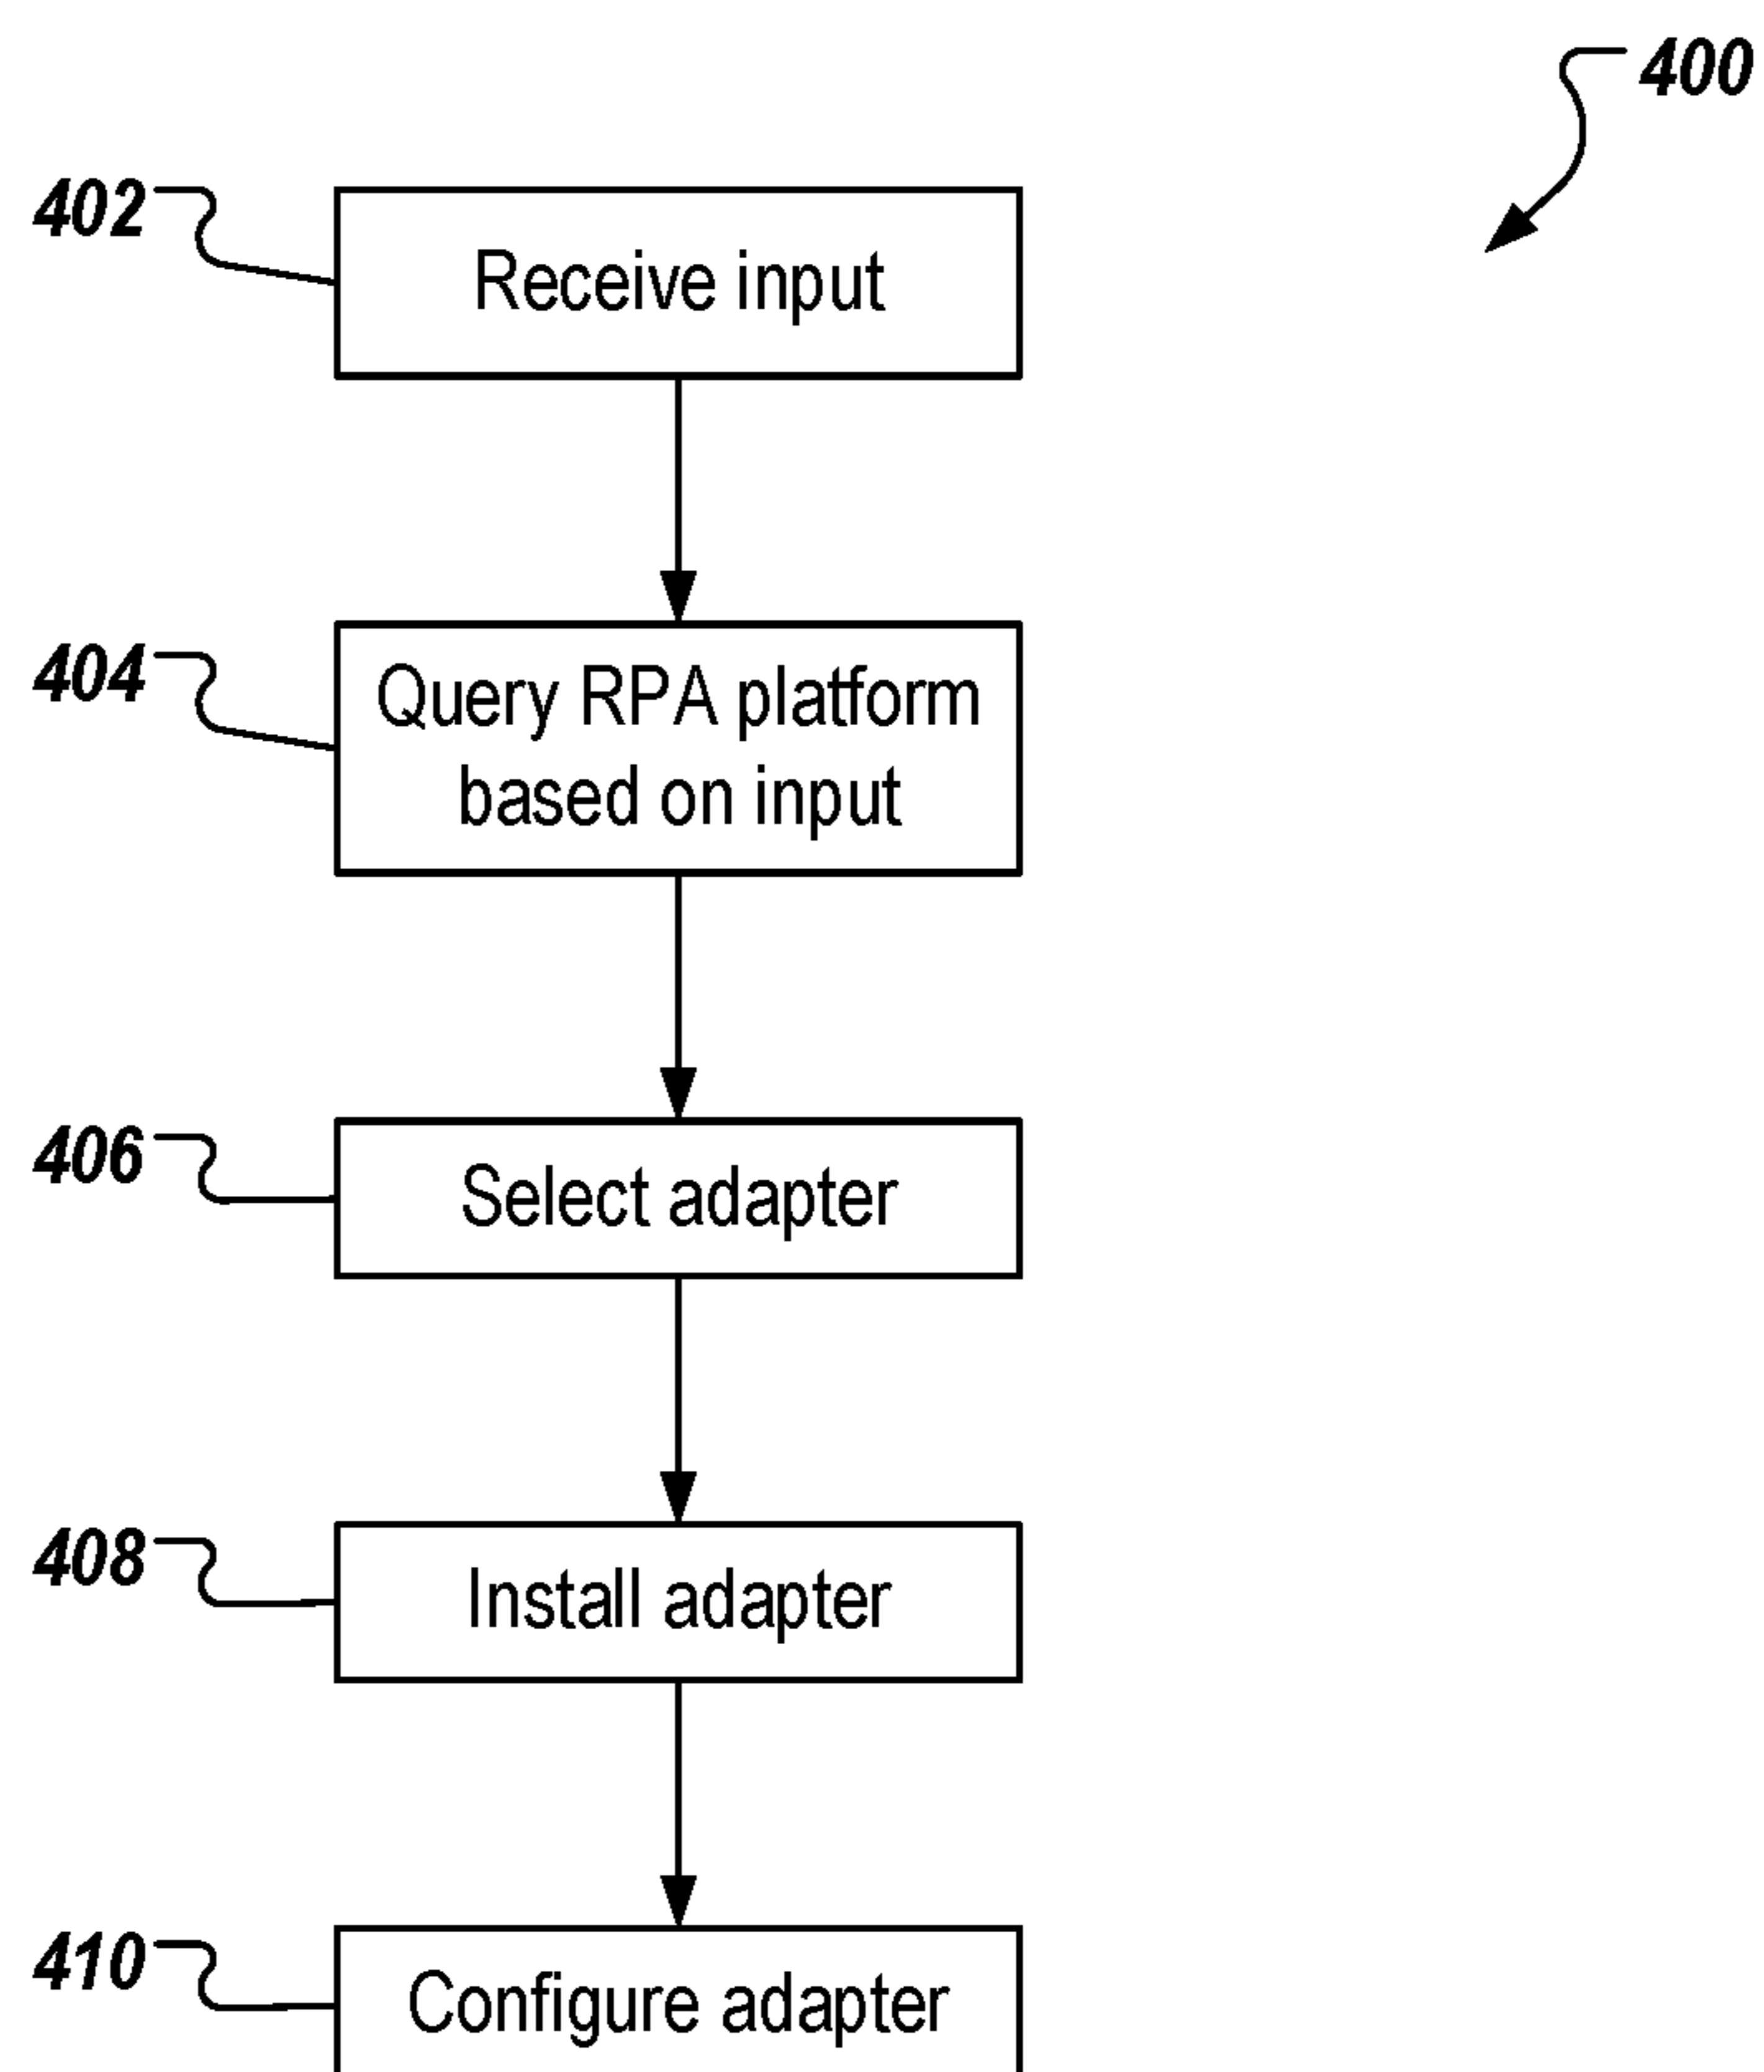 400
402
Receive input
404
Query RPA platform
based on input
406
Select adapter
408
Install adapter
410
Configure adapter